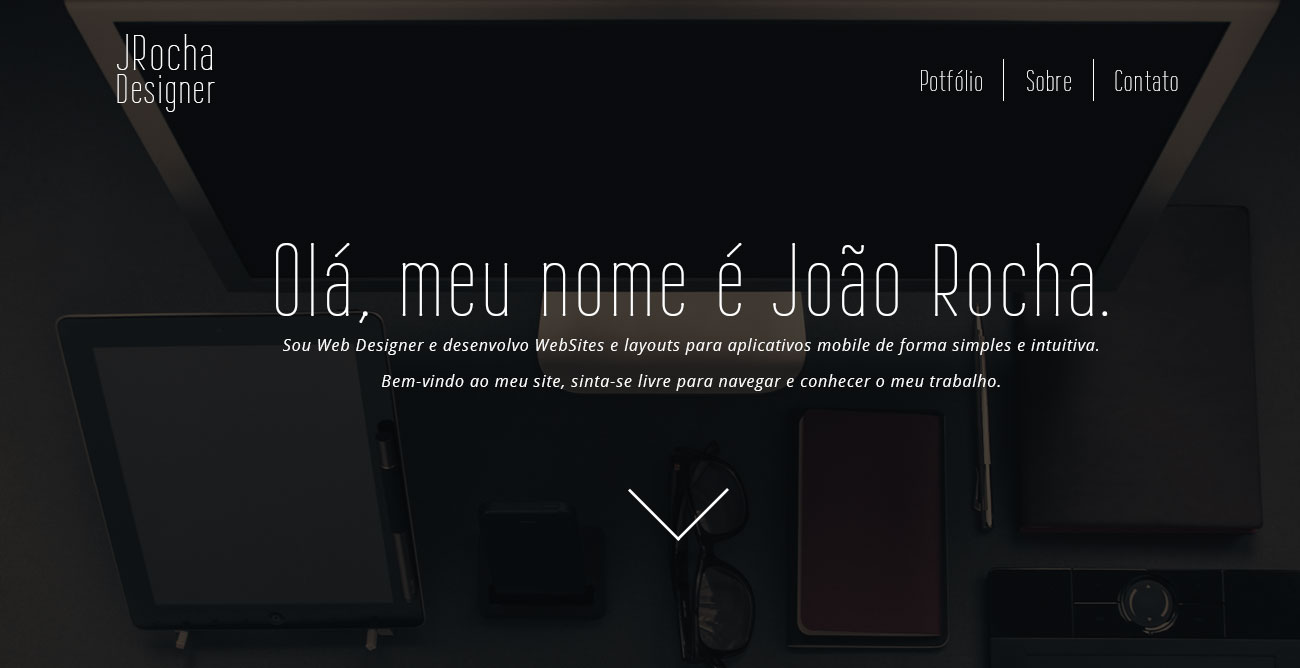 JRocha
Designer
Potfólio
Sobre
Contato
Olá, meu nome é João Rocha.
Sou Web Designer e desenvolvo WebSites e layouts para aplicativos mobile de forma simples e intuitiva.
Bem-vindo ao meu site, sinta-se livre para navegar e conhecer o meu trabalho.